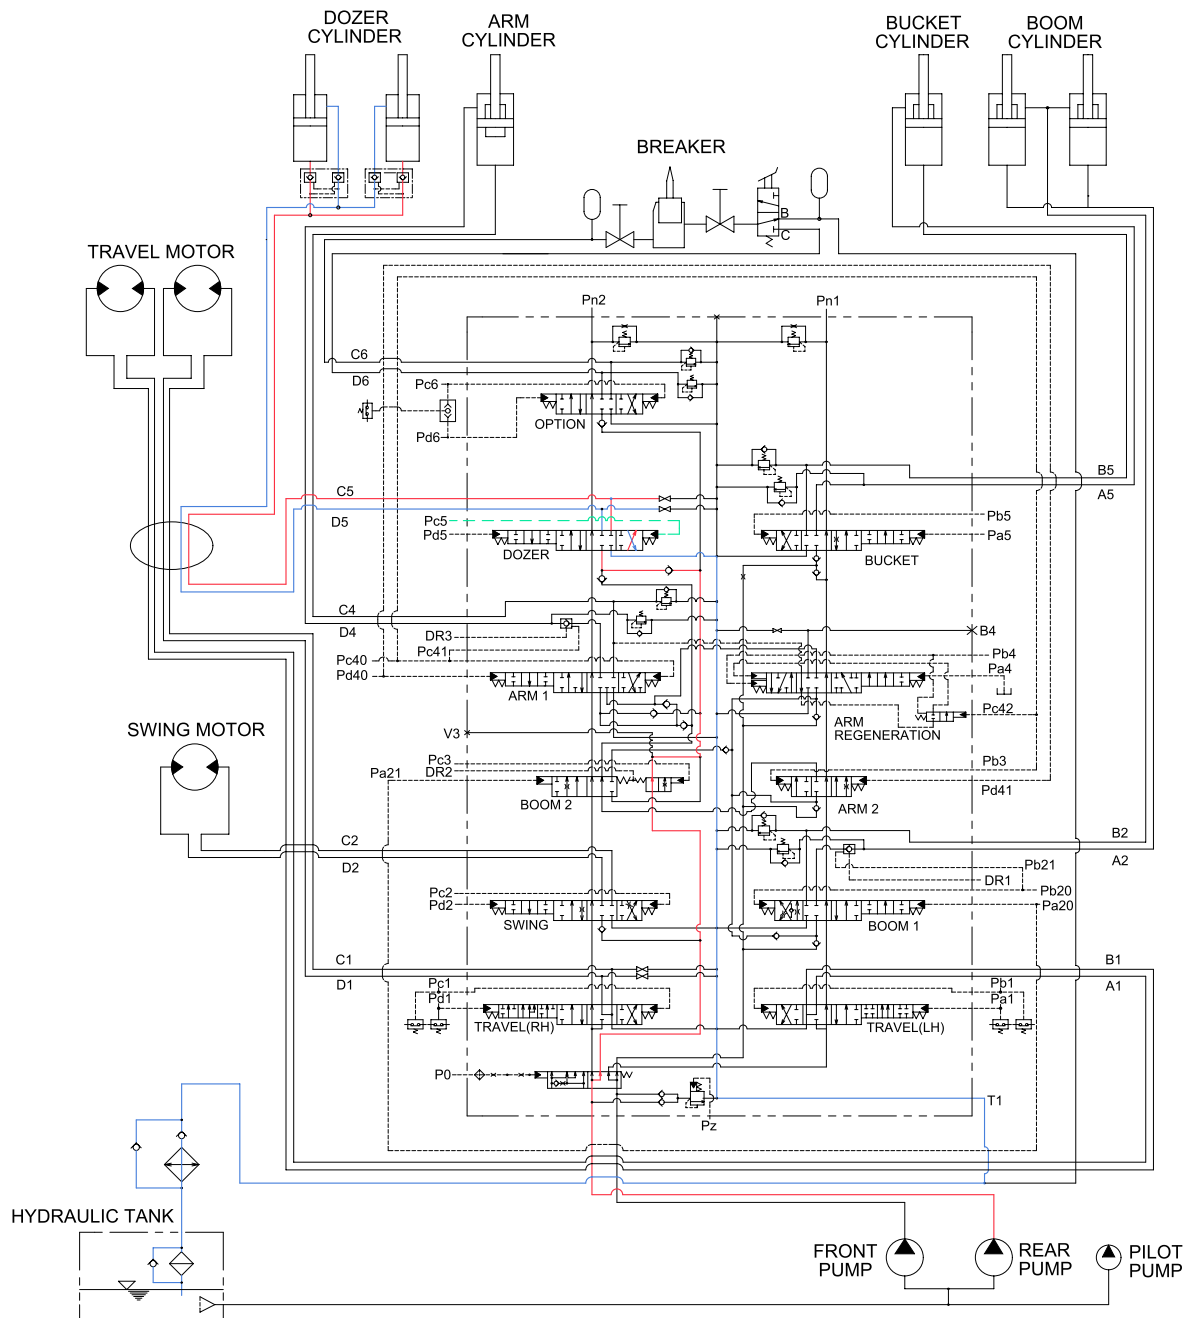 DOZER
CYLINDER
ARM
CYLINDER
BUCKET
CYLINDER
BOOM
CYLINDER
BREAKER
B
C
TRAVEL MOTOR
Pn2
Pn1
C6
D6
Pc6
Pd6
OPTION
C5
D5
Pc5
Pd5
DOZER
B5
A5
Pb5
Pa5
BUCKET
C4
D4
DR3
Pc41
Pc40
Pd40
ARM 1
B4
Pb4
Pa4
Pc42
ARM
REGENERATION
SWING MOTOR
V3
Pc3
DR2
Pa21
BOOM 2
Pb3
Pd41
ARM 2
C2
D2
B2
A2
Pb21
DR1
Pc2
Pd2
SWING
Pb20
Pa20
BOOM 1
C1
D1
Pc1
Pd1
TRAVEL(RH)
B1
A1
Pb1
Pa1
TRAVEL(LH)
P0
Pz
T1
HYDRAULIC TANK
FRONT
PUMP
REAR
PUMP
PILOT
PUMP